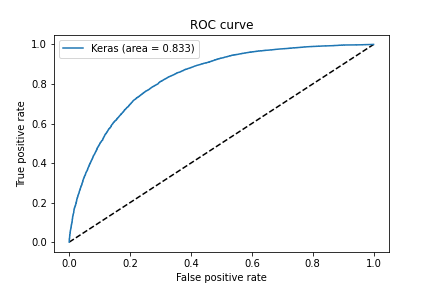 ROC curve
Keras (area = 0.833)
True positive rate
1.0
0.8
0.6
0.4
0.2
0.0
0.0 0.2 0.4 0.6 0.8 1.0
False positive rate